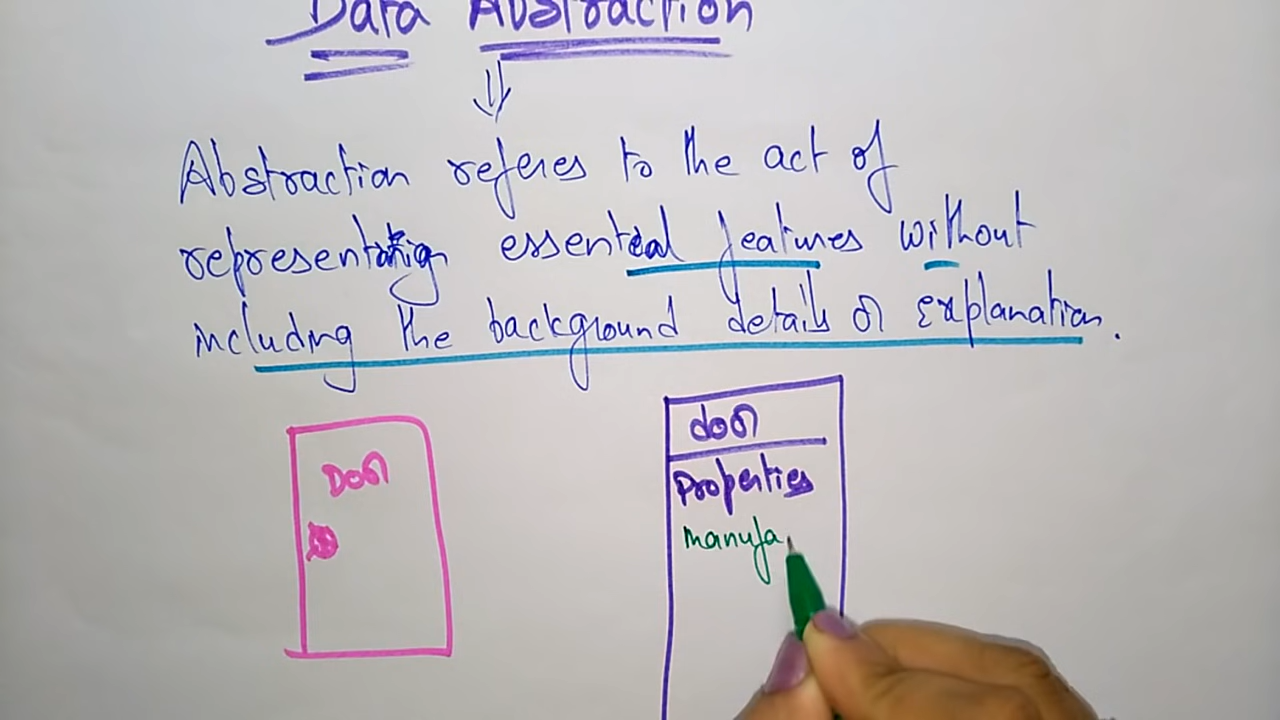 Data Abstraction
Abstraction referes to the act of
representing essential features without
including the background details or explanation.
Door
door
Properties
manufa